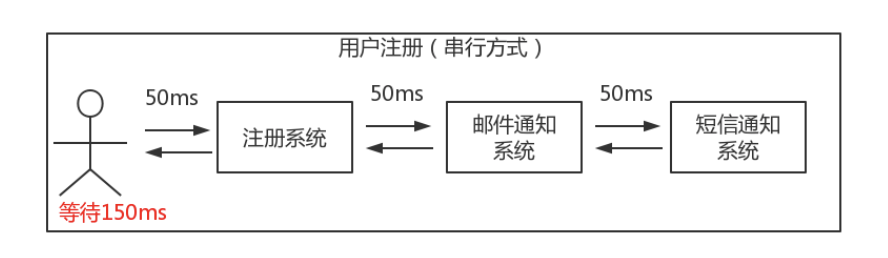 用户注册（串行方式）
50ms
50ms
50ms
注册系统
邮件通知
系统
短信通知
系统
等待150ms